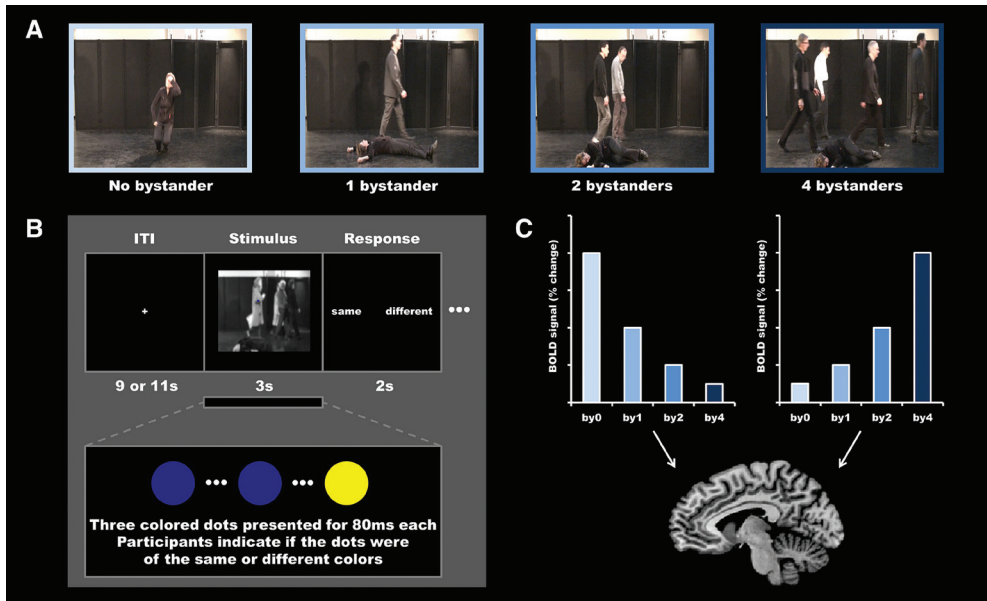 A
No bystander
1 bystander
2 bystanders
4 bystanders
B
ITI
Stimulus
Response
+
same different
•••
9 or 11s
3s
2s
••• •••
Three colored dots presented for 80ms each
Participants indicate if the dots were
of the same or different colors
C
BOLD signal (% change)
by0 by1 by2 by4
BOLD signal (% change)
by0 by1 by2 by4